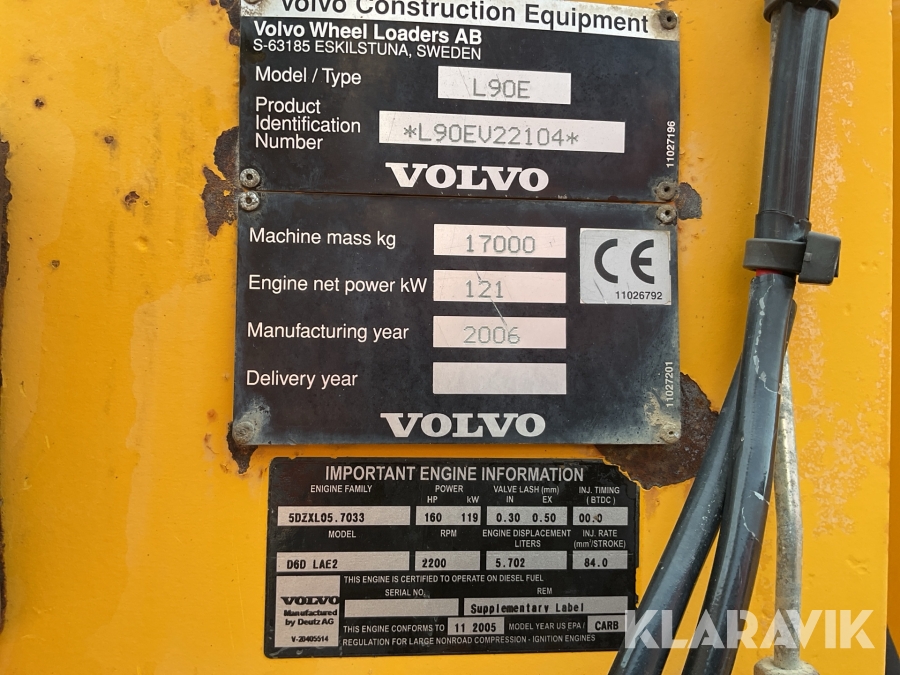 Volvo Construction Equipment
Volvo Wheel Loaders AB
S-63185 ESKILSTUNA, SWEDEN
Model / Type L90E
Product
Identification
Number *L90EV22104*
11027196
VOLVO
Machine mass kg 17000
Engine net power kW 121
CE
11026792
Manufacturing year 2006
Delivery year
11027201
VOLVO
IMPORTANT ENGINE INFORMATION
ENIGINE FAMILY POWER VALVE LASH (mm) INJ. TIMING
HP kW IN EX (BTDC)
5DZXL05.7033 160 119 0.30 0.50 00.0
MODEL RPM ENGINE DISPLACEMENT LITERS INJ. RATE (mm³/STROKE)
D6D LAE2 2200 5.702 84.0
THIS ENGINE IS CERTIFIED TO OPERATE ON DIESEL FUEL
SERIAL NO. REM
VOLVO
Manufactured
by Deutz AG
V-20405514
Supplementary Label
THIS ENGINE CONFORMS TO 11 2005 MODEL YEAR US EPA / CARB
REGULATION FOR LARGE NONROAD COMPRESSION - IGNITION ENGINES
KLARAVIK